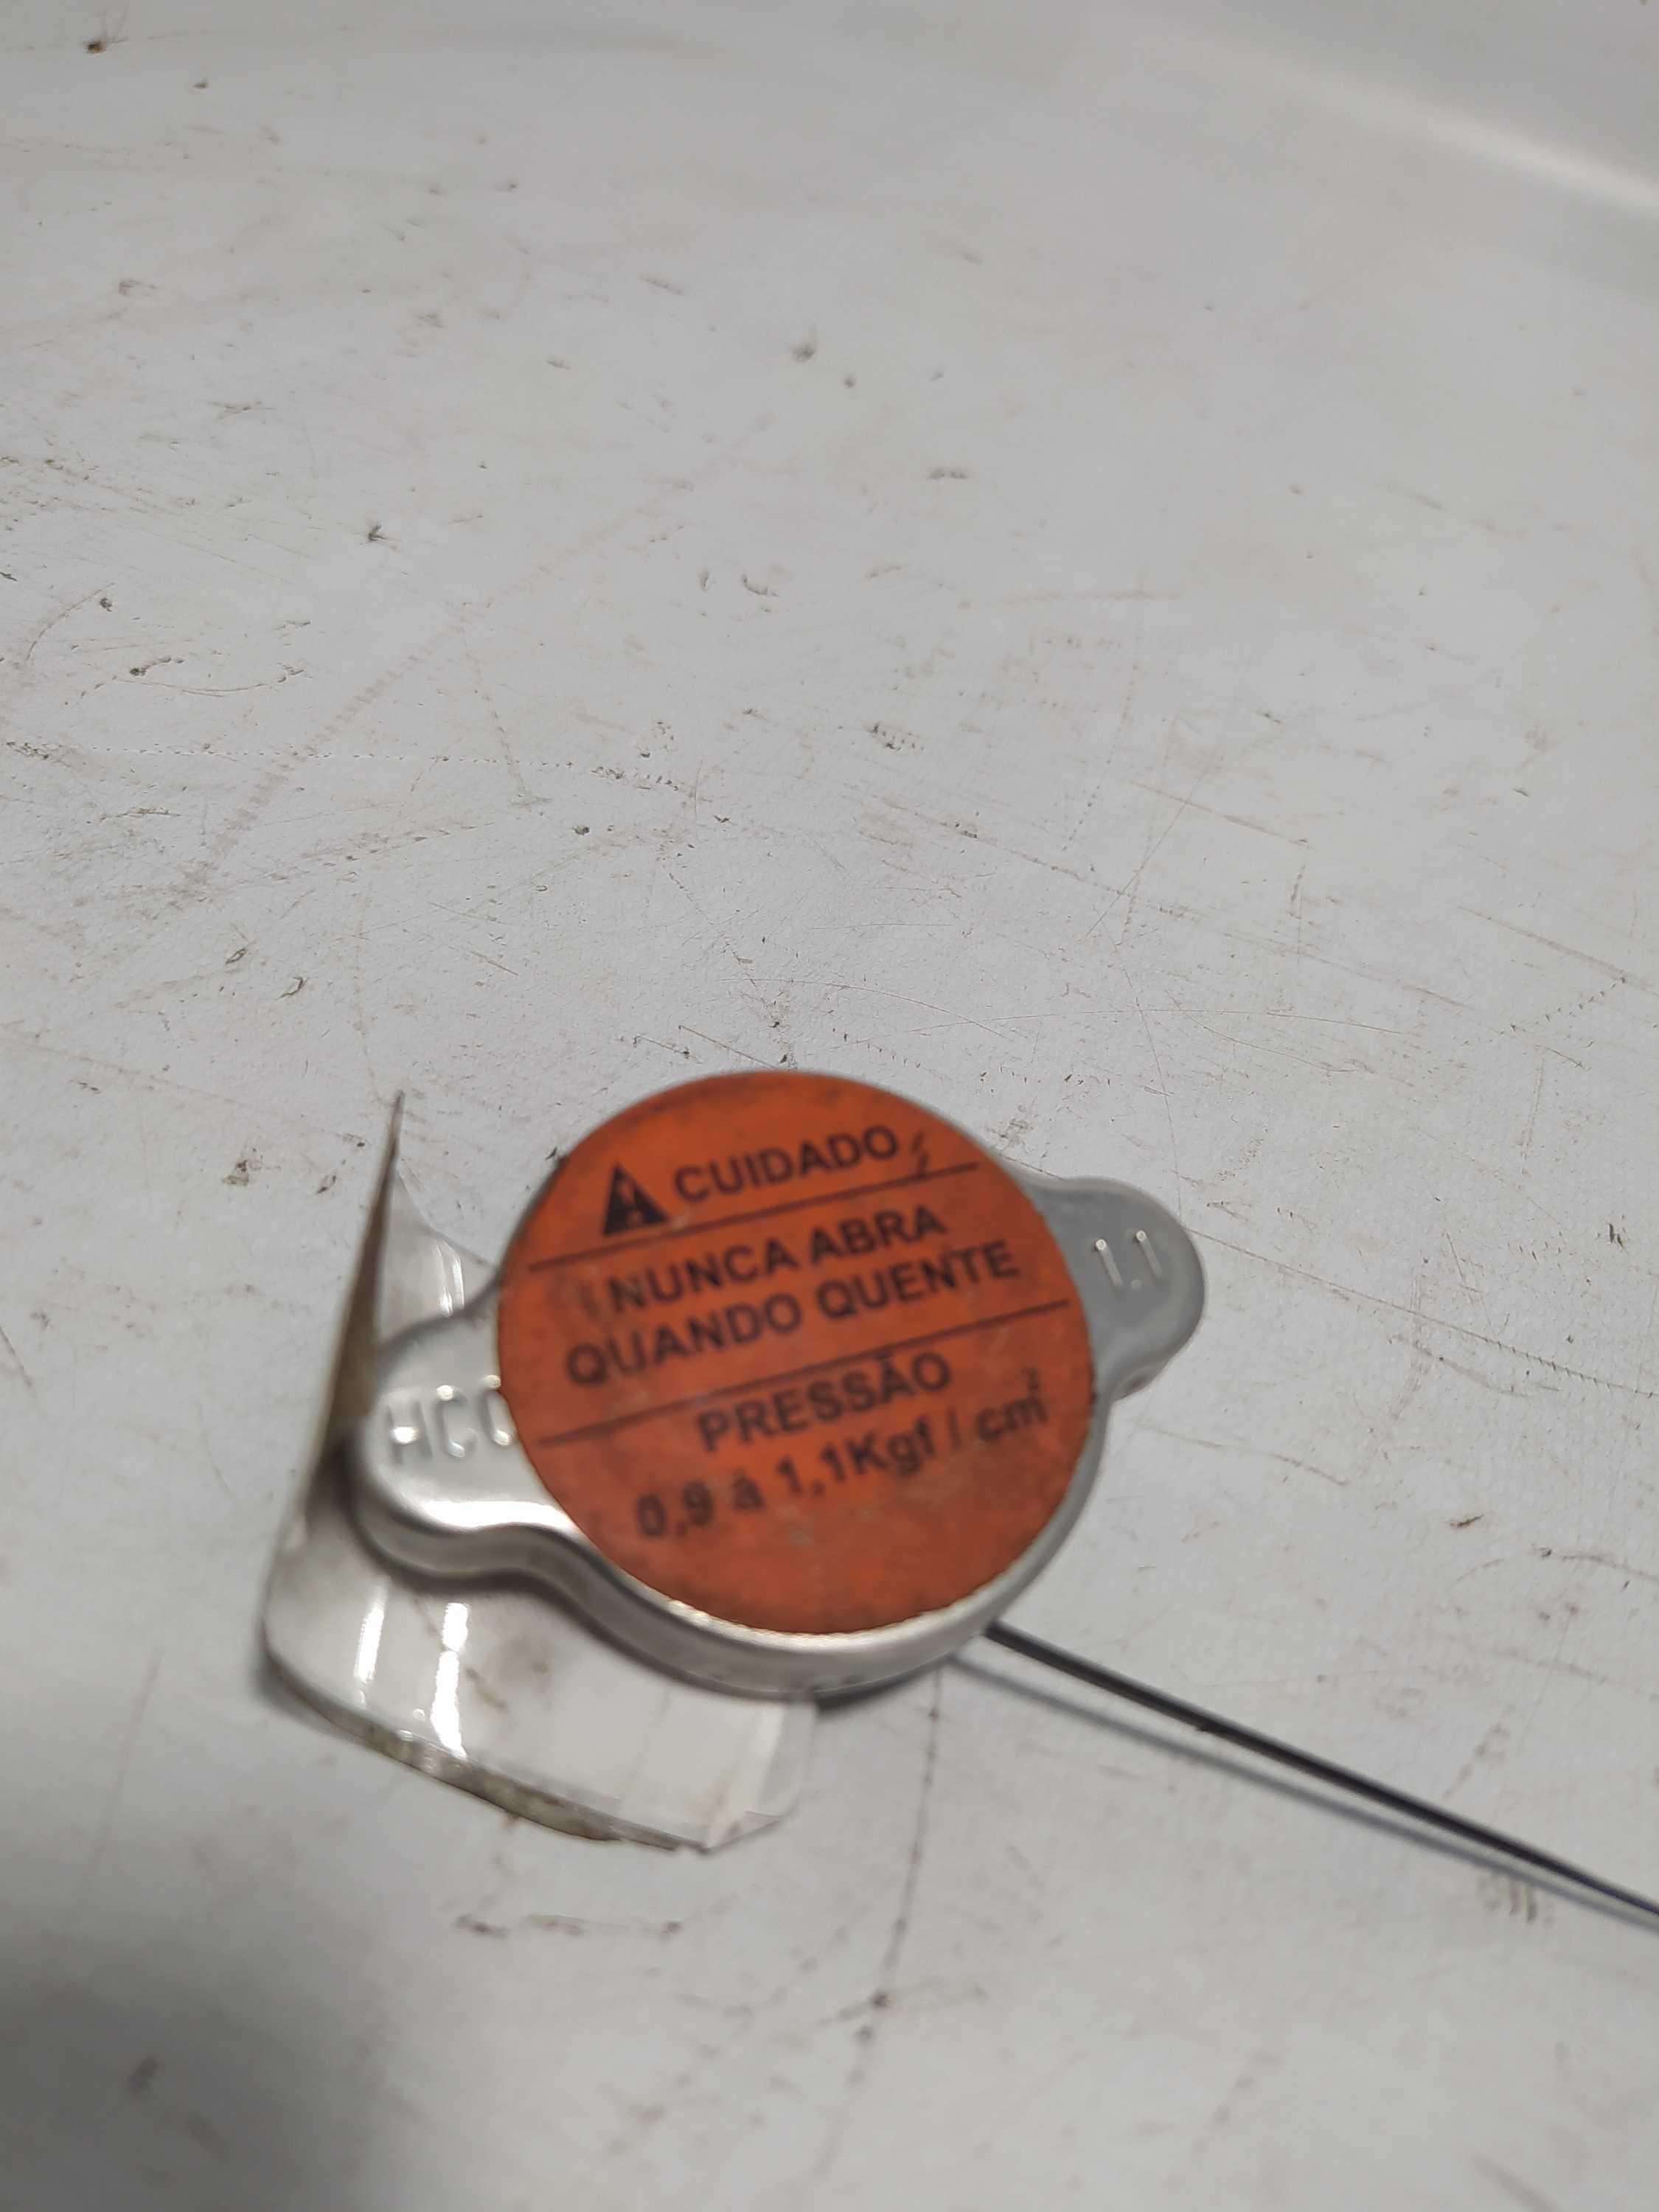 CUIDADO
NUNCA ABRA
QUANDO QUENTE
PRESSÃO
0,9 à 1,1Kgf / cm²
HCC
1.1